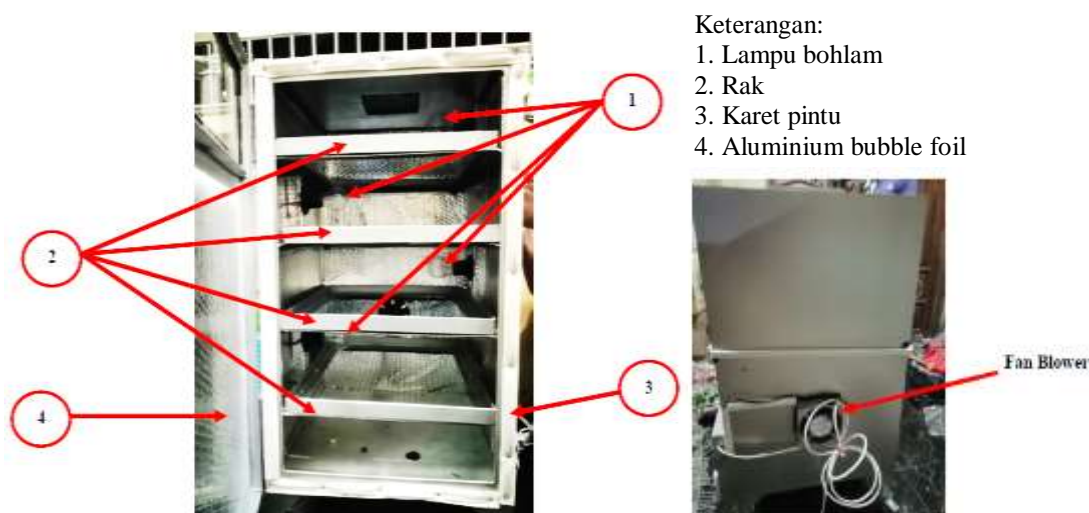 Keterangan:
1. Lampu bohlam
2. Rak
3. Karet pintu
4. Aluminium bubble foil
1
2
3
4
Fan Blower